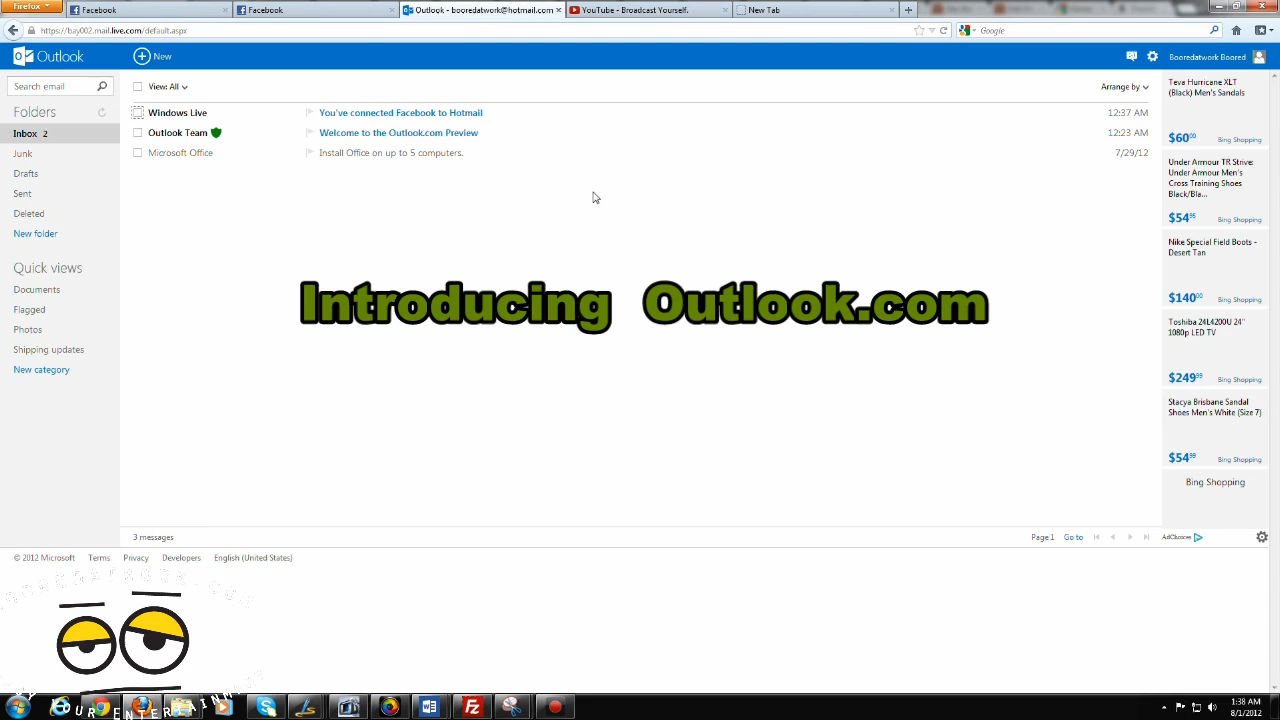 Firefox
Facebook
Facebook
Outlook - booredatwork@hotmail.com
YouTube - Broadcast Yourself.
New Tab
https://bay002.mail.live.com/default.aspx
Google
Outlook
New
Booredatwork Boored
Search email
View: All
Arrange by
Folders
Inbox 2
Junk
Drafts
Sent
Deleted
New folder
Quick views
Documents
Flagged
Photos
Shipping updates
New category
Windows Live You've connected Facebook to Hotmail 12:37 AM
Outlook Team Welcome to the Outlook.com Preview 12:23 AM
Microsoft Office Install Office on up to 5 computers. 7/29/12
Introducing Outlook.com
Teva Hurricane XLT
(Black) Men's Sandals
$60.00 Bing Shopping
Under Armour TR Strive:
Under Armour Men's
Cross Training Shoes
Black/Bla...
$54.95 Bing Shopping
Nike Special Field Boots -
Desert Tan
$140.00 Bing Shopping
Toshiba 24L4200U 24"
1080p LED TV
$249.99 Bing Shopping
Stacya Brisbane Sandal
Shoes Men's White (Size 7)
$54.99 Bing Shopping
Bing Shopping
3 messages
Page 1 Go to
AdChoices
© 2012 Microsoft Terms Privacy Developers English (United States)
UR ENTERTAINM
1:38 AM
8/1/2012